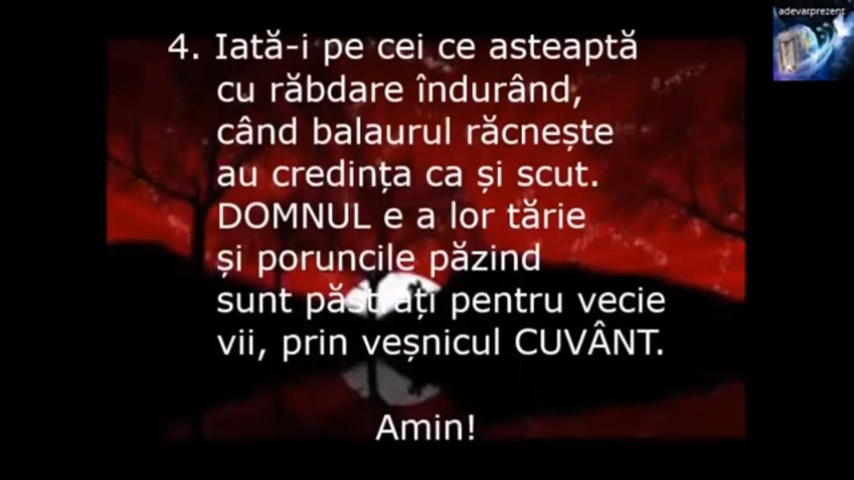 adevarprezent
4. Iată-i pe cei ce asteaptă
cu răbdare îndurând,
când balaurul răcnește
au credința ca și scut.
DOMNUL e a lor tărie
și poruncile păzind
sunt păstrați pentru vecie
vii, prin veșnicul CUVÂNT.
Amin!